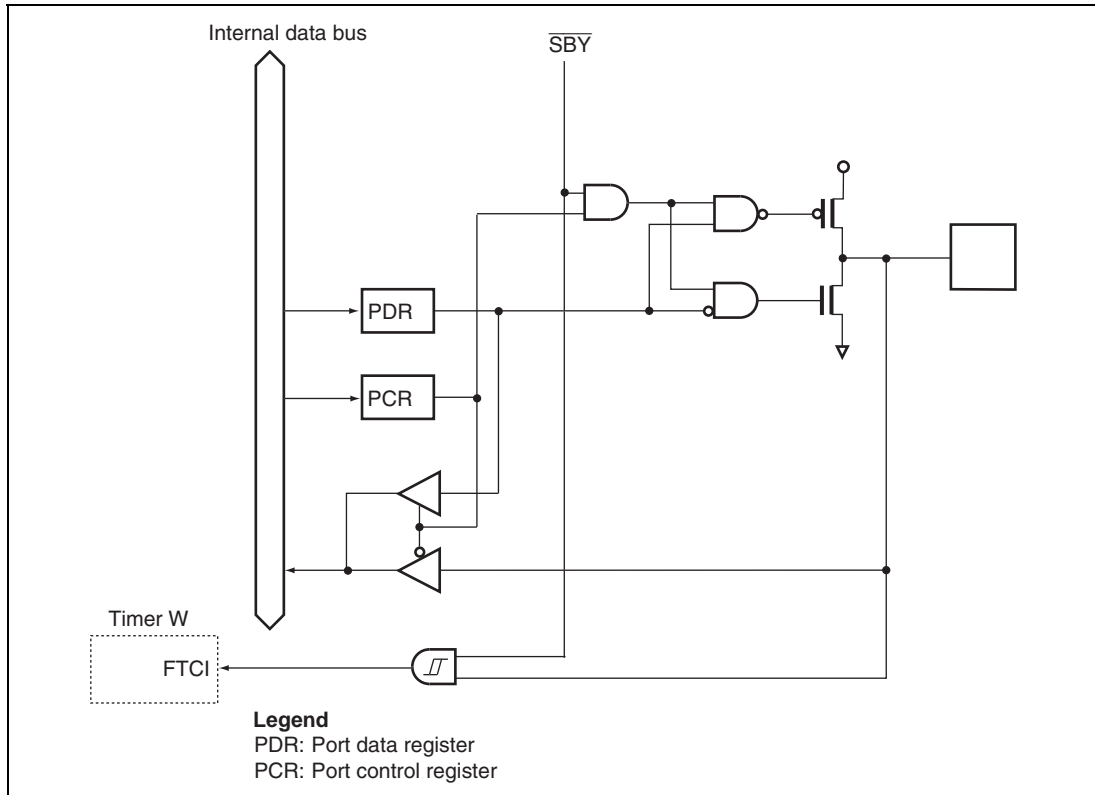 Internal data bus
SBY
PDR
PCR
Timer W
FTCI
Legend
PDR: Port data register
PCR: Port control register